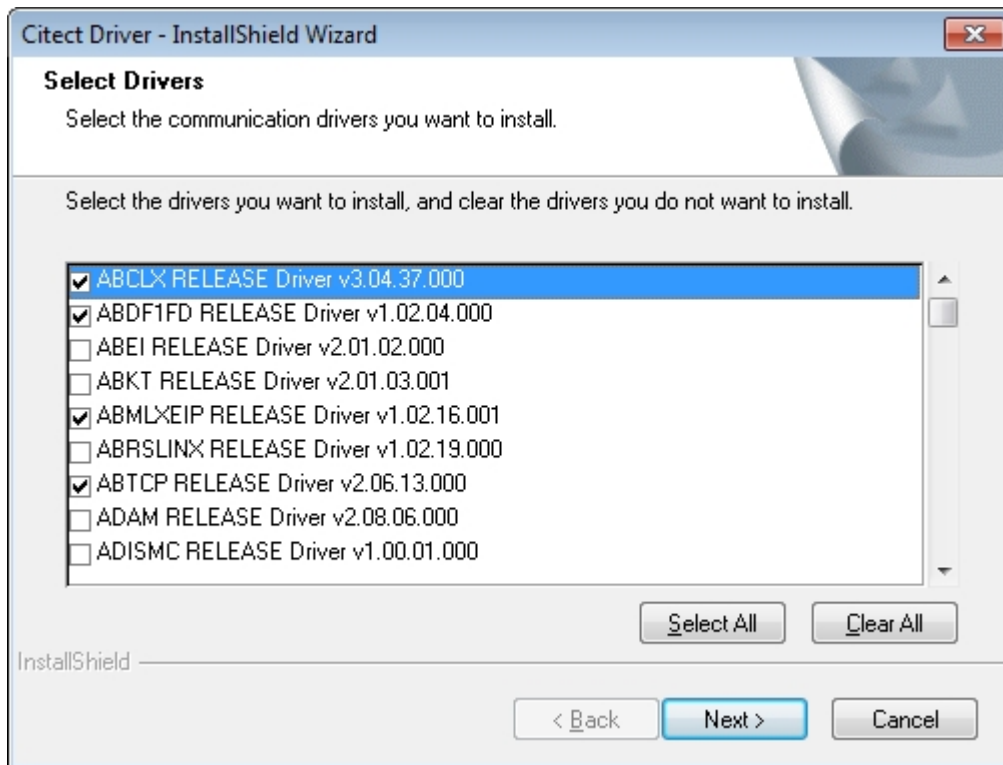 Citect Driver - InstallShield Wizard
Select Drivers
Select the communication drivers you want to install.
Select the drivers you want to install, and clear the drivers you do not want to install.
ABCLX RELEASE Driver v3.04.37.000
ABDF1FD RELEASE Driver v1.02.04.000
ABEI RELEASE Driver v2.01.02.000
ABKT RELEASE Driver v2.01.03.001
ABMLXEIP RELEASE Driver v1.02.16.001
ABRSLINX RELEASE Driver v1.02.19.000
ABTCP RELEASE Driver v2.06.13.000
ADAM RELEASE Driver v2.08.06.000
ADISMC RELEASE Driver v1.00.01.000
Select All Clear All
InstallShield
< Back Next > Cancel